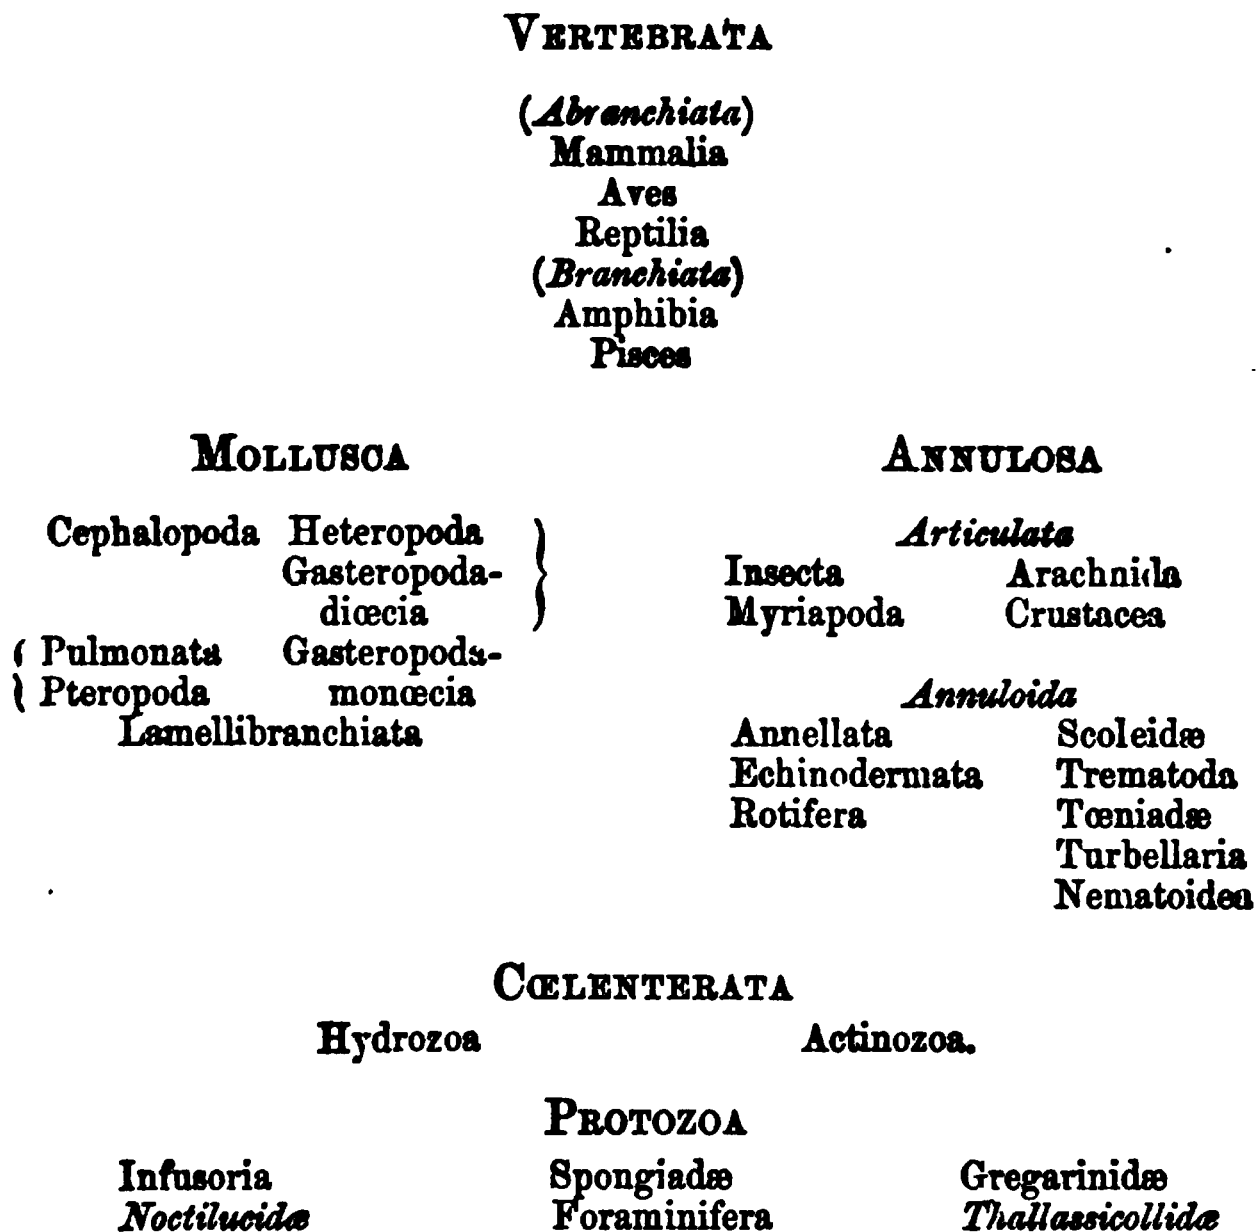 VERTEBRATA
(Abranchiata)
Mammalia
Aves
Reptilia
(Branchiata)
Amphibia
Pisces
MOLLUSCA
Cephalopoda Heteropoda }
Gasteropoda-
diœcia
{ Pulmonata Gasteropoda-
Pteropoda monœcia
Lamellibranchiata
ANNULOSA
Articulata
Insecta Arachnida
Myriapoda Crustacea
Annuloida
Annellata Scoleidæ
Echinodermata Trematoda
Rotifera Tœniadæ
Turbellaria
Nematoidea
CŒLENTERATA
Hydrozoa Actinozoa.
PROTOZOA
Infusoria Spongiadæ Gregarinidæ
Noctilucidæ Foraminifera Thallassicollidæ